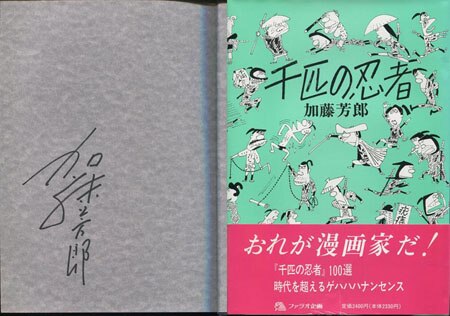 加藤芳郎
千匹の忍者
加藤芳郎
おれが漫画家だ!
『千匹の忍者』100選
時代を超えるゲハハハナンセンス
ファラオ企画
定価2400円(本体2330円)